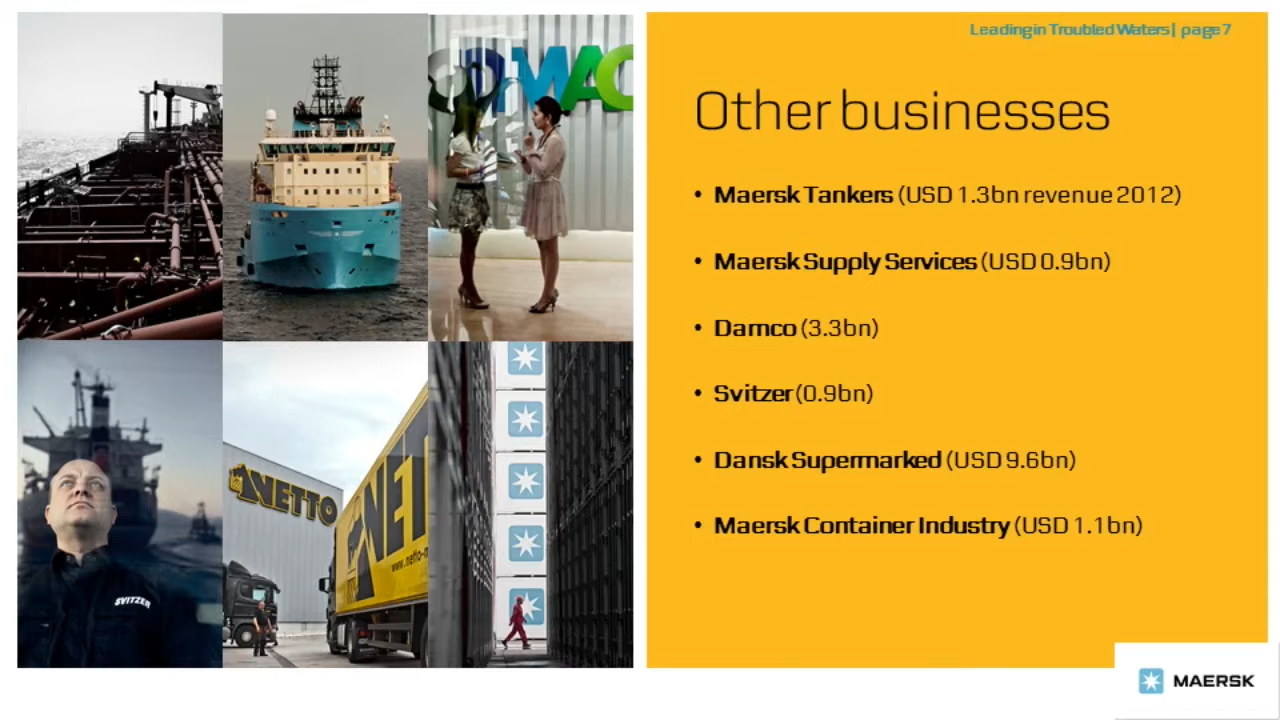 Leading in Troubled Waters | page 7
Other businesses
• Maersk Tankers (USD 1.3bn revenue 2012)
• Maersk Supply Services (USD 0.9bn)
• Damco (3.3bn)
• Svitzer (0.9bn)
• Dansk Supermarked (USD 9.6bn)
• Maersk Container Industry (USD 1.1bn)
MAERSK
SVITZER
NETTO
NET
www.netto-